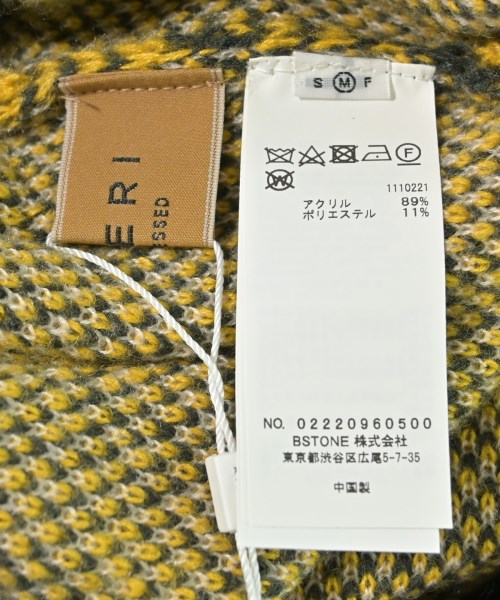 S M F
ERI
SSED
F
W
1110221
アクリル 89%
ポリエステル 11%
NO. 02220960500
BSTONE 株式会社
東京都渋谷区広尾5-7-35
中国製